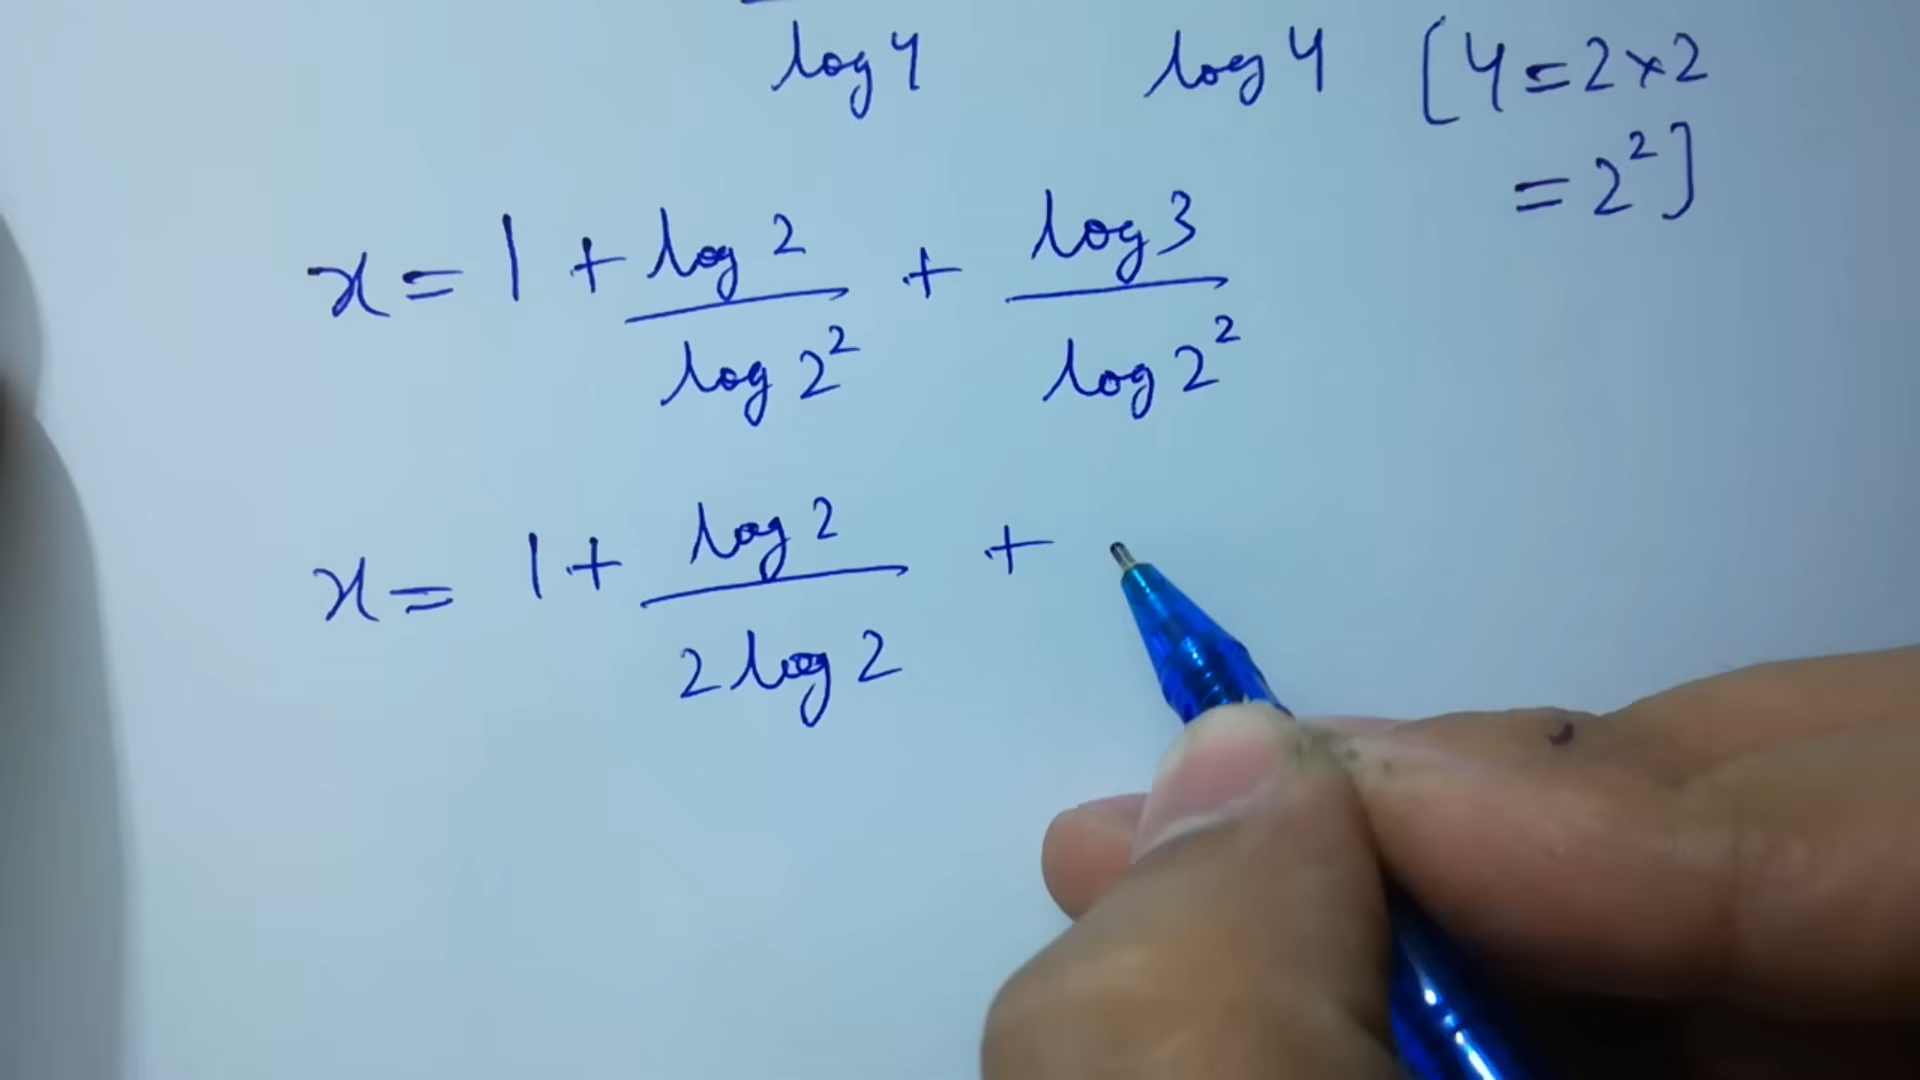 log 4 log 4 [4 = 2×2
= 2²]
x = 1 + log 2 / log 2² + log 3 / log 2²
x = 1 + log 2 / 2 log 2 +